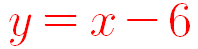 y = x − 6